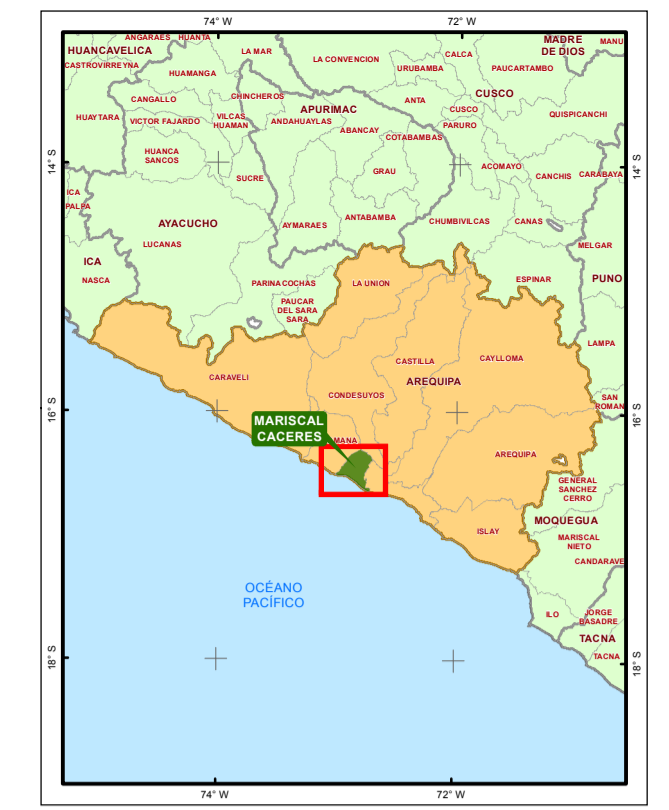 74° W
72° W
ANGARAES
HUANTA
HUANCAVELICA
CASTROVIRREYNA
LA MAR
HUAMANGA
LA CONVENCION
URUBAMBA
CALCA
PAUCARTAMBO
MADRE
DE DIOS
MANU
CUSCO
CANGALLO
CHINCHEROS
APURIMAC
ANTA
CUSCO
QUISPICANCHI
HUAYTARA
VICTOR FAJARDO
VILCAS
HUAMAN
ANDAHUAYLAS
ABANCAY
COTABAMBAS
PARURO
HUANCA
SANCOS
14° S
14° S
SUCRE
GRAU
ACOMAYO
CANCHIS
CARABAYA
ICA
PALPA
AYACUCHO
LUCANAS
AYMARAES
ANTABAMBA
CHUMBIVILCAS
CANAS
MELGAR
ICA
NASCA
PARINACOCHAS
LA UNION
ESPINAR
PUNO
PAUCAR
DEL SARA
SARA
LAMPA
CARAVELI
CASTILLA
CAYLLOMA
AREQUIPA
CONDESUYOS
SAN
ROMAN
16° S
16° S
MARISCAL
CACERES
MANA
AREQUIPA
GENERAL
SANCHEZ
CERRO
MOQUEGUA
ISLAY
MARISCAL
NIETO
CANDARAVE
OCÉANO
PACÍFICO
ILO
JORGE
BASADRE
TACNA
TACNA
18° S
18° S
74° W
72° W